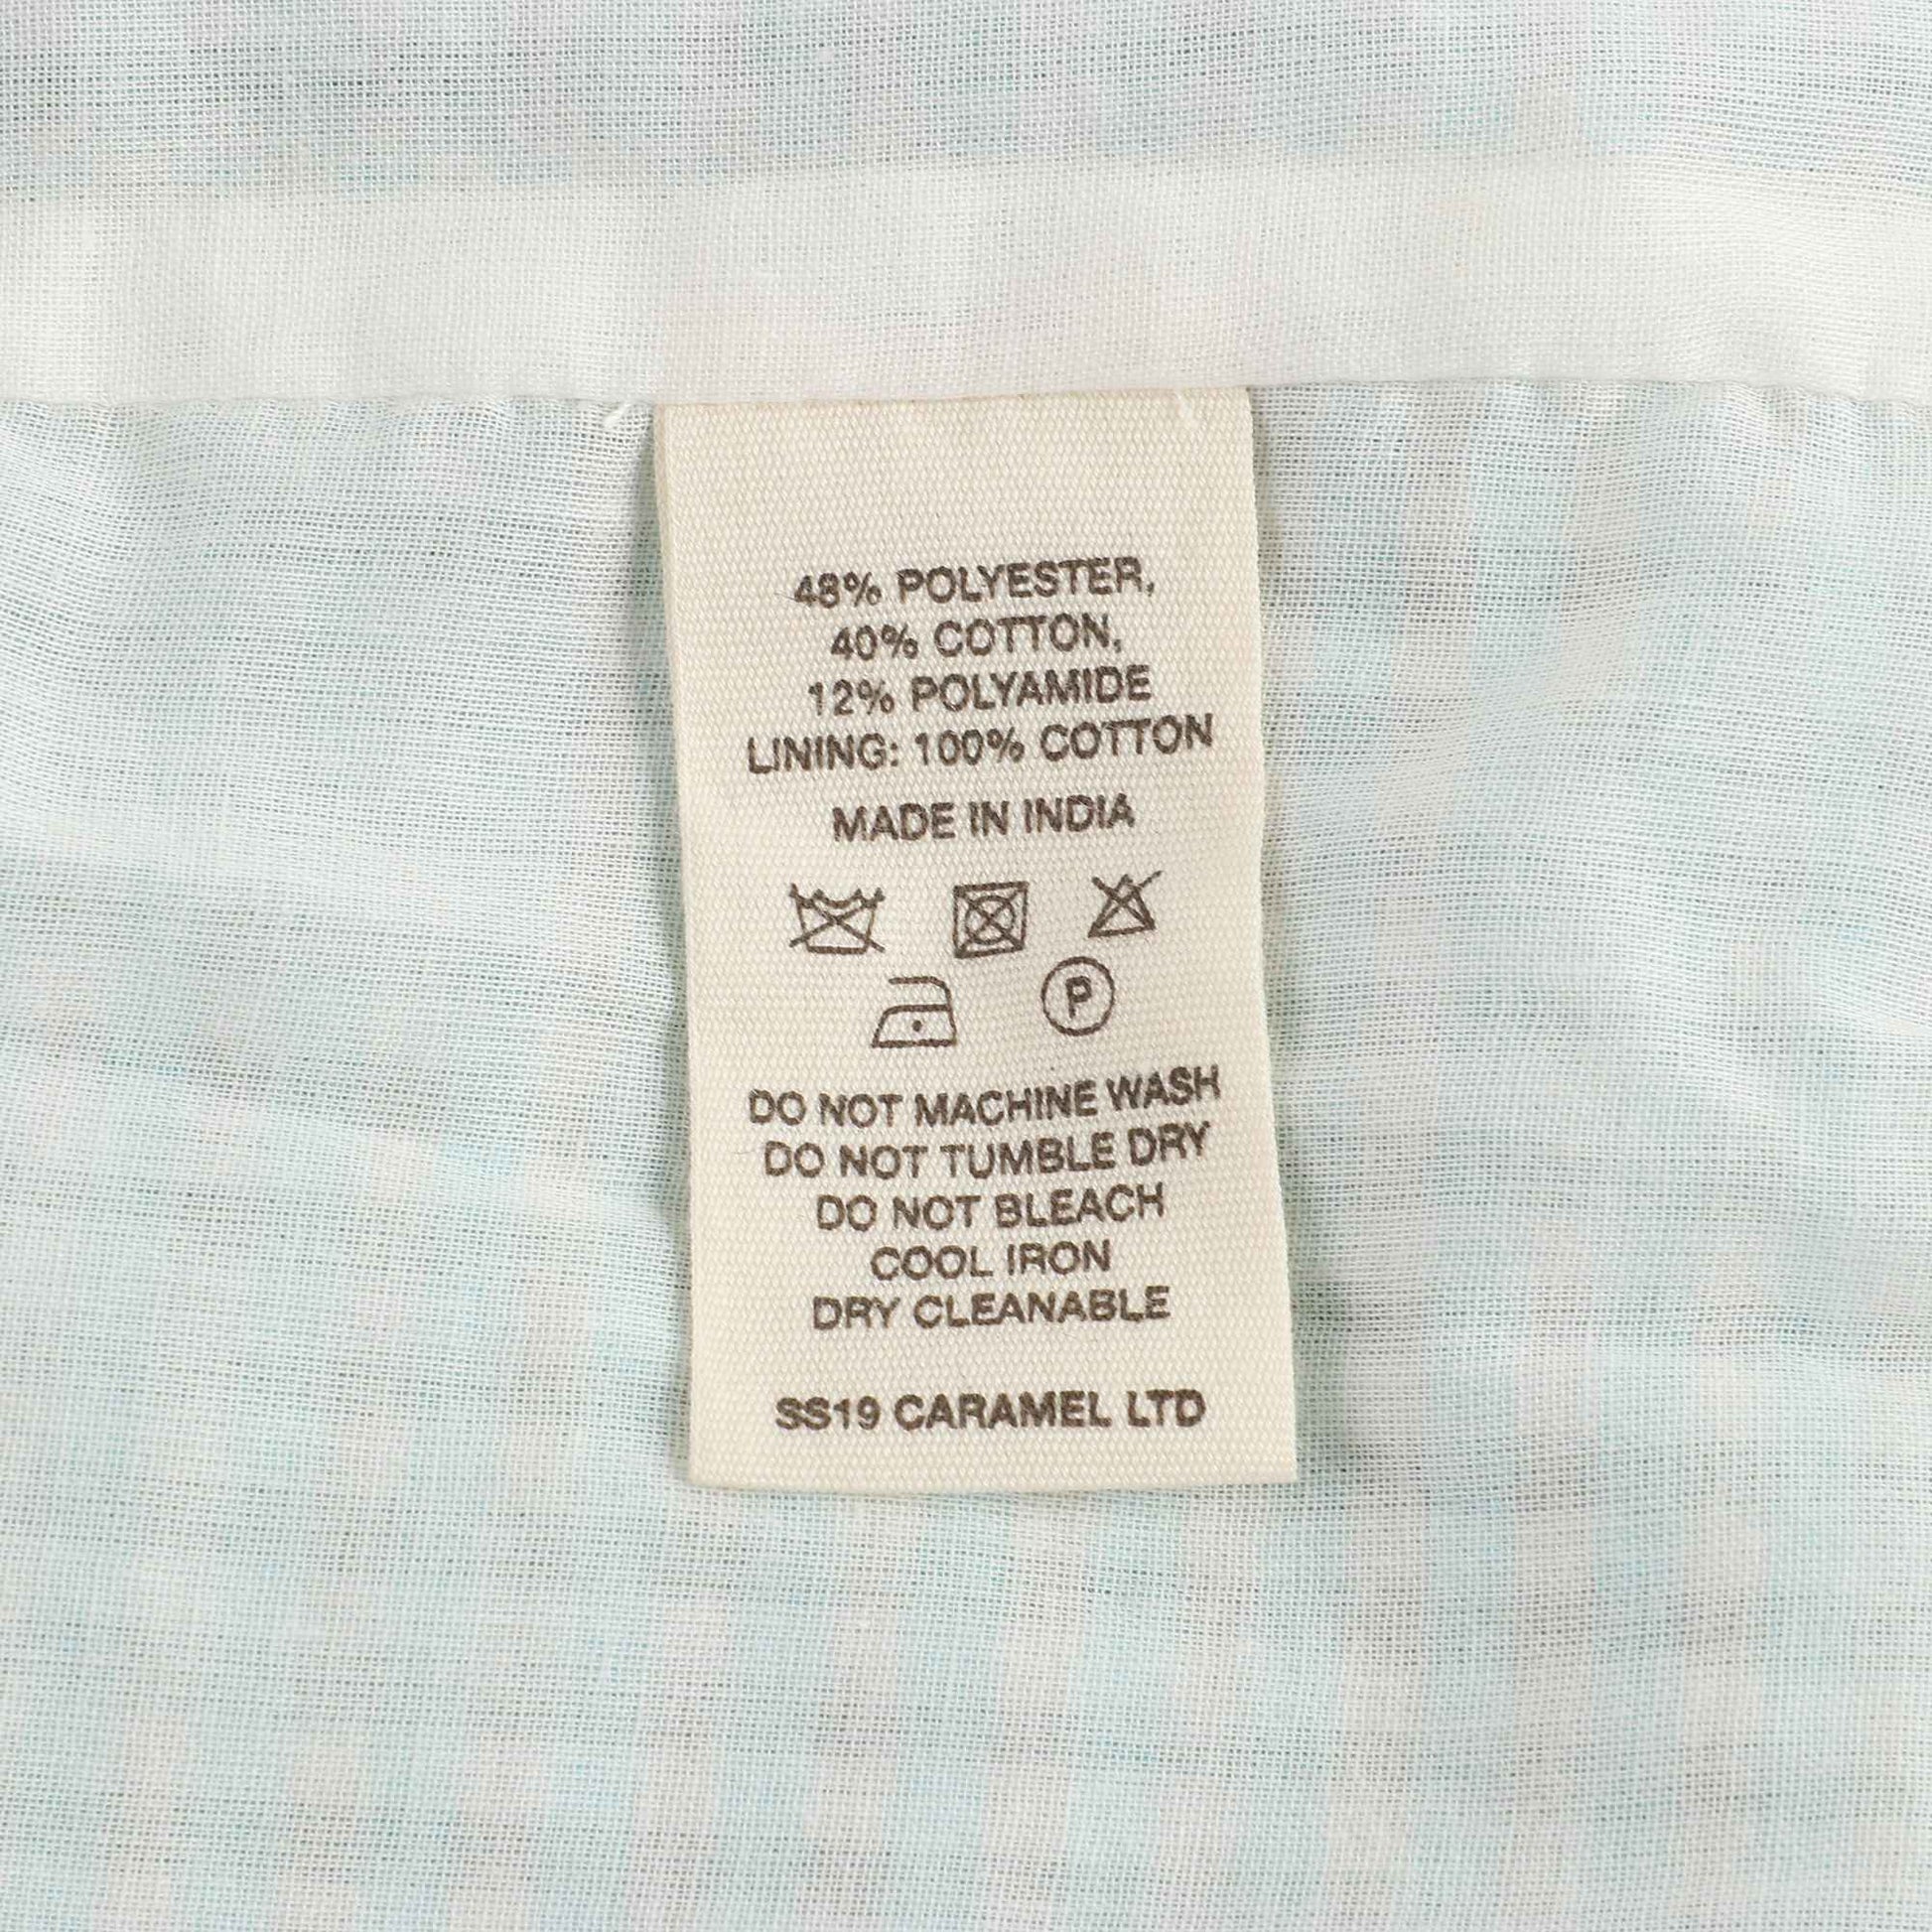 48% POLYESTER,
40% COTTON,
12% POLYAMIDE
LINING: 100% COTTON
MADE IN INDIA
P
DO NOT MACHINE WASH
DO NOT TUMBLE DRY
DO NOT BLEACH
COOL IRON
DRY CLEANABLE
SS19 CARAMEL LTD